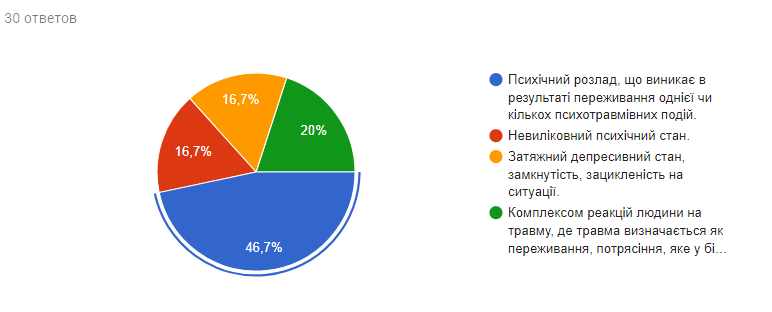 30 ответов
16,7%
20%
16,7%
46,7%
Психічний розлад, що виникає в
результаті переживання однієї чи
кількох психотравмівних подій.
Невиліковний психічний стан.
Затяжний депресивний стан,
замкнутість, зацикленість на
ситуації.
Комплексом реакцій людини на
травму, де травма визначається як
переживання, потрясіння, яке у бі...